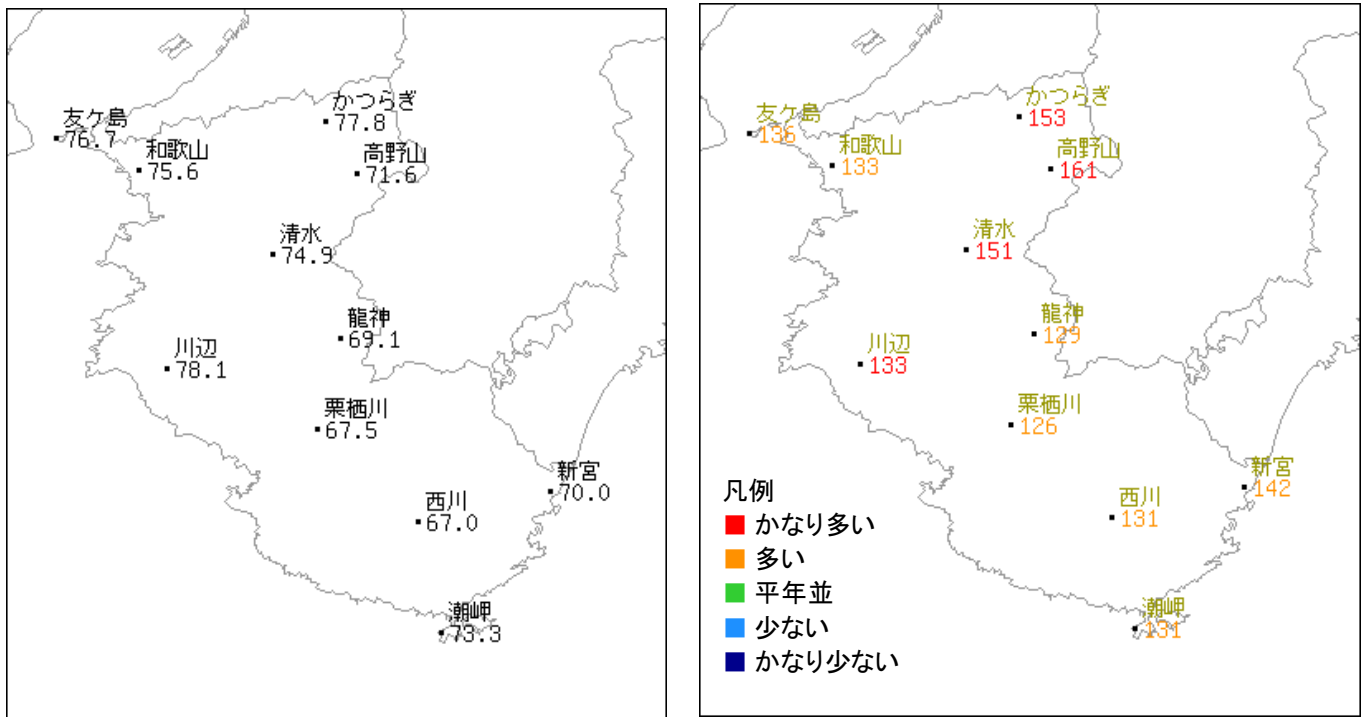 かつらぎ
77.8
友ケ島
76.7
和歌山
75.6
高野山
71.6
清水
74.9
龍神
69.1
川辺
78.1
栗栖川
67.5
新宮
70.0
西川
67.0
潮岬
73.3
かつらぎ
153
友ケ島
136
和歌山
133
高野山
161
清水
151
龍神
129
川辺
133
栗栖川
126
新宮
142
西川
131
潮岬
131
凡例
かなり多い
多い
平年並
少ない
かなり少ない